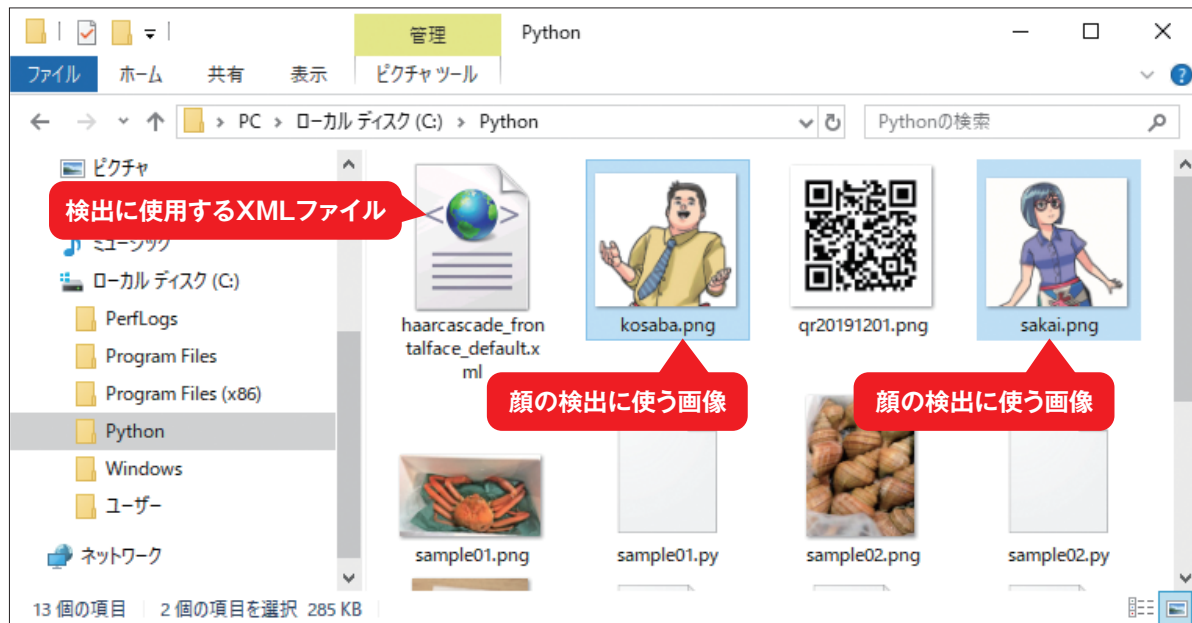 管理
Python
ファイル
ホーム
共有
表示
ピクチャ ツール
PC › ローカル ディスク (C:) › Python
Pythonの検索
ピクチャ
検出に使用するXMLファイル
ミュージック
ローカル ディスク (C:)
PerfLogs
Program Files
Program Files (x86)
Python
Windows
ユーザー
ネットワーク
haarcascade_fron
talface_default.x
ml
kosaba.png
qr20191201.png
sakai.png
顔の検出に使う画像
顔の検出に使う画像
sample01.png
sample01.py
sample02.png
sample02.py
13 個の項目
2 個の項目を選択 285 KB